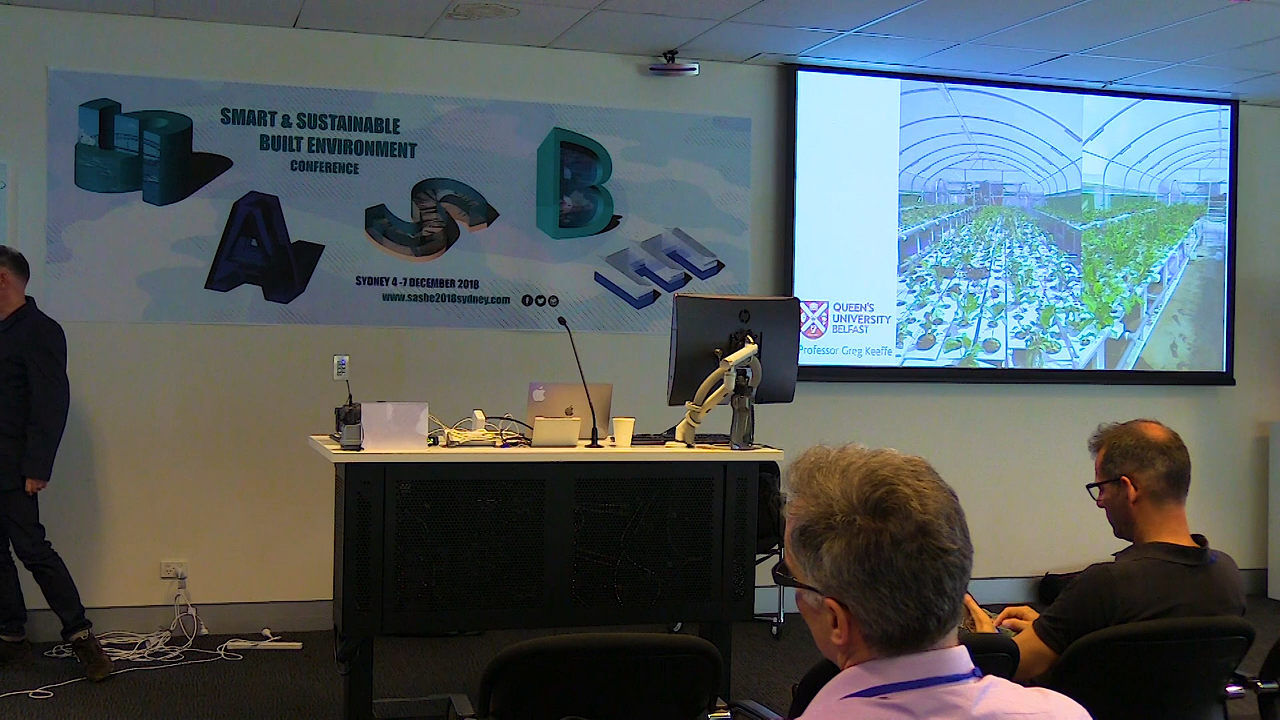 SMART & SUSTAINABLE
BUILT ENVIRONMENT
CONFERENCE
S
A
S
B
E
SYDNEY 4 - 7 DECEMBER 2018
www.sasbe2018sydney.com
hp
QUEEN'S
UNIVERSITY
BELFAST
Professor Greg Keeffe